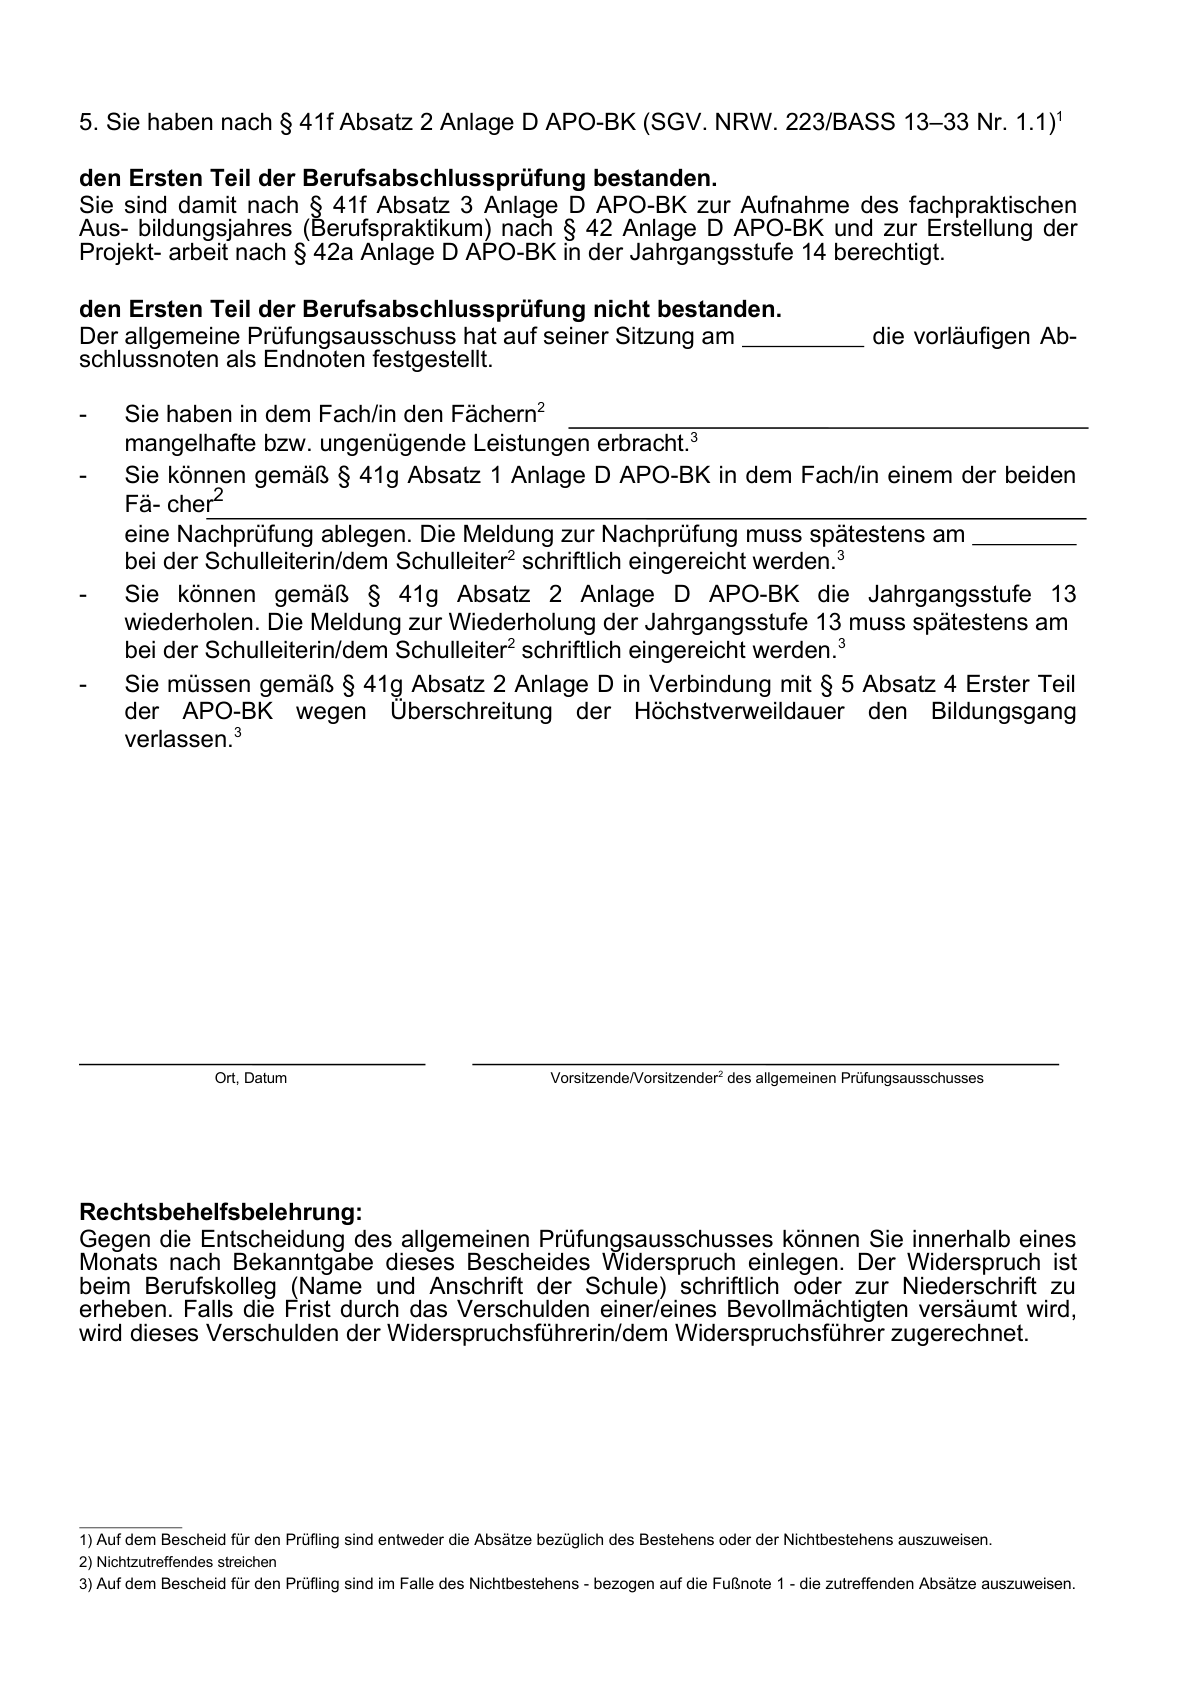 5. Sie haben nach § 41f Absatz 2 Anlage D APO-BK (SGV. NRW. 223/BASS 13–33 Nr. 1.1)1
den Ersten Teil der Berufsabschlussprüfung bestanden.
Sie sind damit nach § 41f Absatz 3 Anlage D APO-BK zur Aufnahme des fachpraktischen
Aus- bildungsjahres (Berufspraktikum) nach § 42 Anlage D APO-BK und zur Erstellung der
Projekt- arbeit nach § 42a Anlage D APO-BK in der Jahrgangsstufe 14 berechtigt.
den Ersten Teil der Berufsabschlussprüfung nicht bestanden.
Der allgemeine Prüfungsausschuss hat auf seiner Sitzung am _________ die vorläufigen Ab-
schlussnoten als Endnoten festgestellt.
- Sie haben in dem Fach/in den Fächern2
mangelhafte bzw. ungenügende Leistungen erbracht.3
- Sie können gemäß § 41g Absatz 1 Anlage D APO-BK in dem Fach/in einem der beiden
Fä- cher2
eine Nachprüfung ablegen. Die Meldung zur Nachprüfung muss spätestens am ________
bei der Schulleiterin/dem Schulleiter2 schriftlich eingereicht werden.3
- Sie können gemäß § 41g Absatz 2 Anlage D APO-BK die Jahrgangsstufe 13
wiederholen. Die Meldung zur Wiederholung der Jahrgangsstufe 13 muss spätestens am
bei der Schulleiterin/dem Schulleiter2 schriftlich eingereicht werden.3
- Sie müssen gemäß § 41g Absatz 2 Anlage D in Verbindung mit § 5 Absatz 4 Erster Teil
der APO-BK wegen Überschreitung der Höchstverweildauer den Bildungsgang
verlassen.3
Ort, Datum Vorsitzende/Vorsitzender2 des allgemeinen Prüfungsausschusses
Rechtsbehelfsbelehrung:
Gegen die Entscheidung des allgemeinen Prüfungsausschusses können Sie innerhalb eines
Monats nach Bekanntgabe dieses Bescheides Widerspruch einlegen. Der Widerspruch ist
beim Berufskolleg (Name und Anschrift der Schule) schriftlich oder zur Niederschrift zu
erheben. Falls die Frist durch das Verschulden einer/eines Bevollmächtigten versäumt wird,
wird dieses Verschulden der Widerspruchsführerin/dem Widerspruchsführer zugerechnet.
1) Auf dem Bescheid für den Prüfling sind entweder die Absätze bezüglich des Bestehens oder der Nichtbestehens auszuweisen.
2) Nichtzutreffendes streichen
3) Auf dem Bescheid für den Prüfling sind im Falle des Nichtbestehens - bezogen auf die Fußnote 1 - die zutreffenden Absätze auszuweisen.